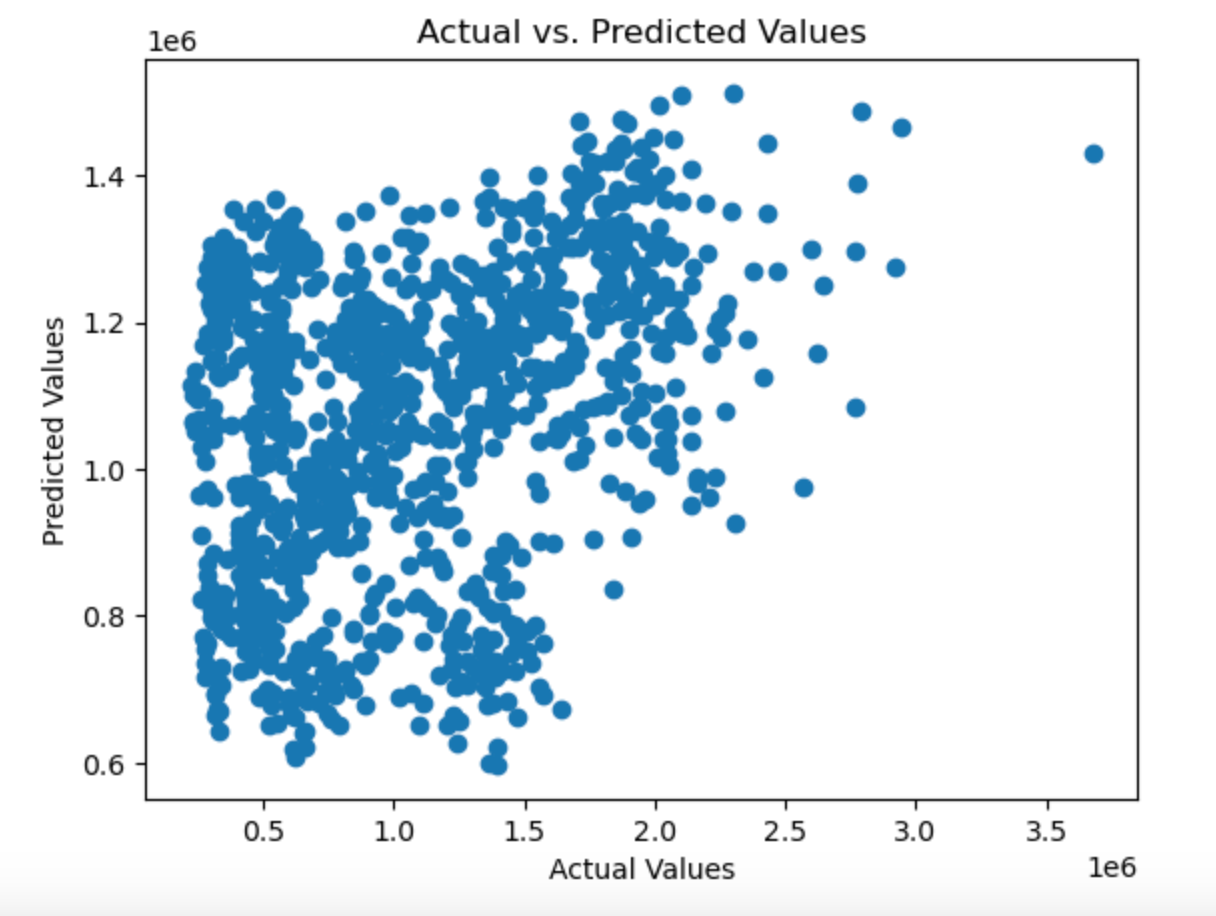 Actual vs. Predicted Values
1e6
Predicted Values
1.4
1.2
1.0
0.8
0.6
0.5 1.0 1.5 2.0 2.5 3.0 3.5
Actual Values
1e6